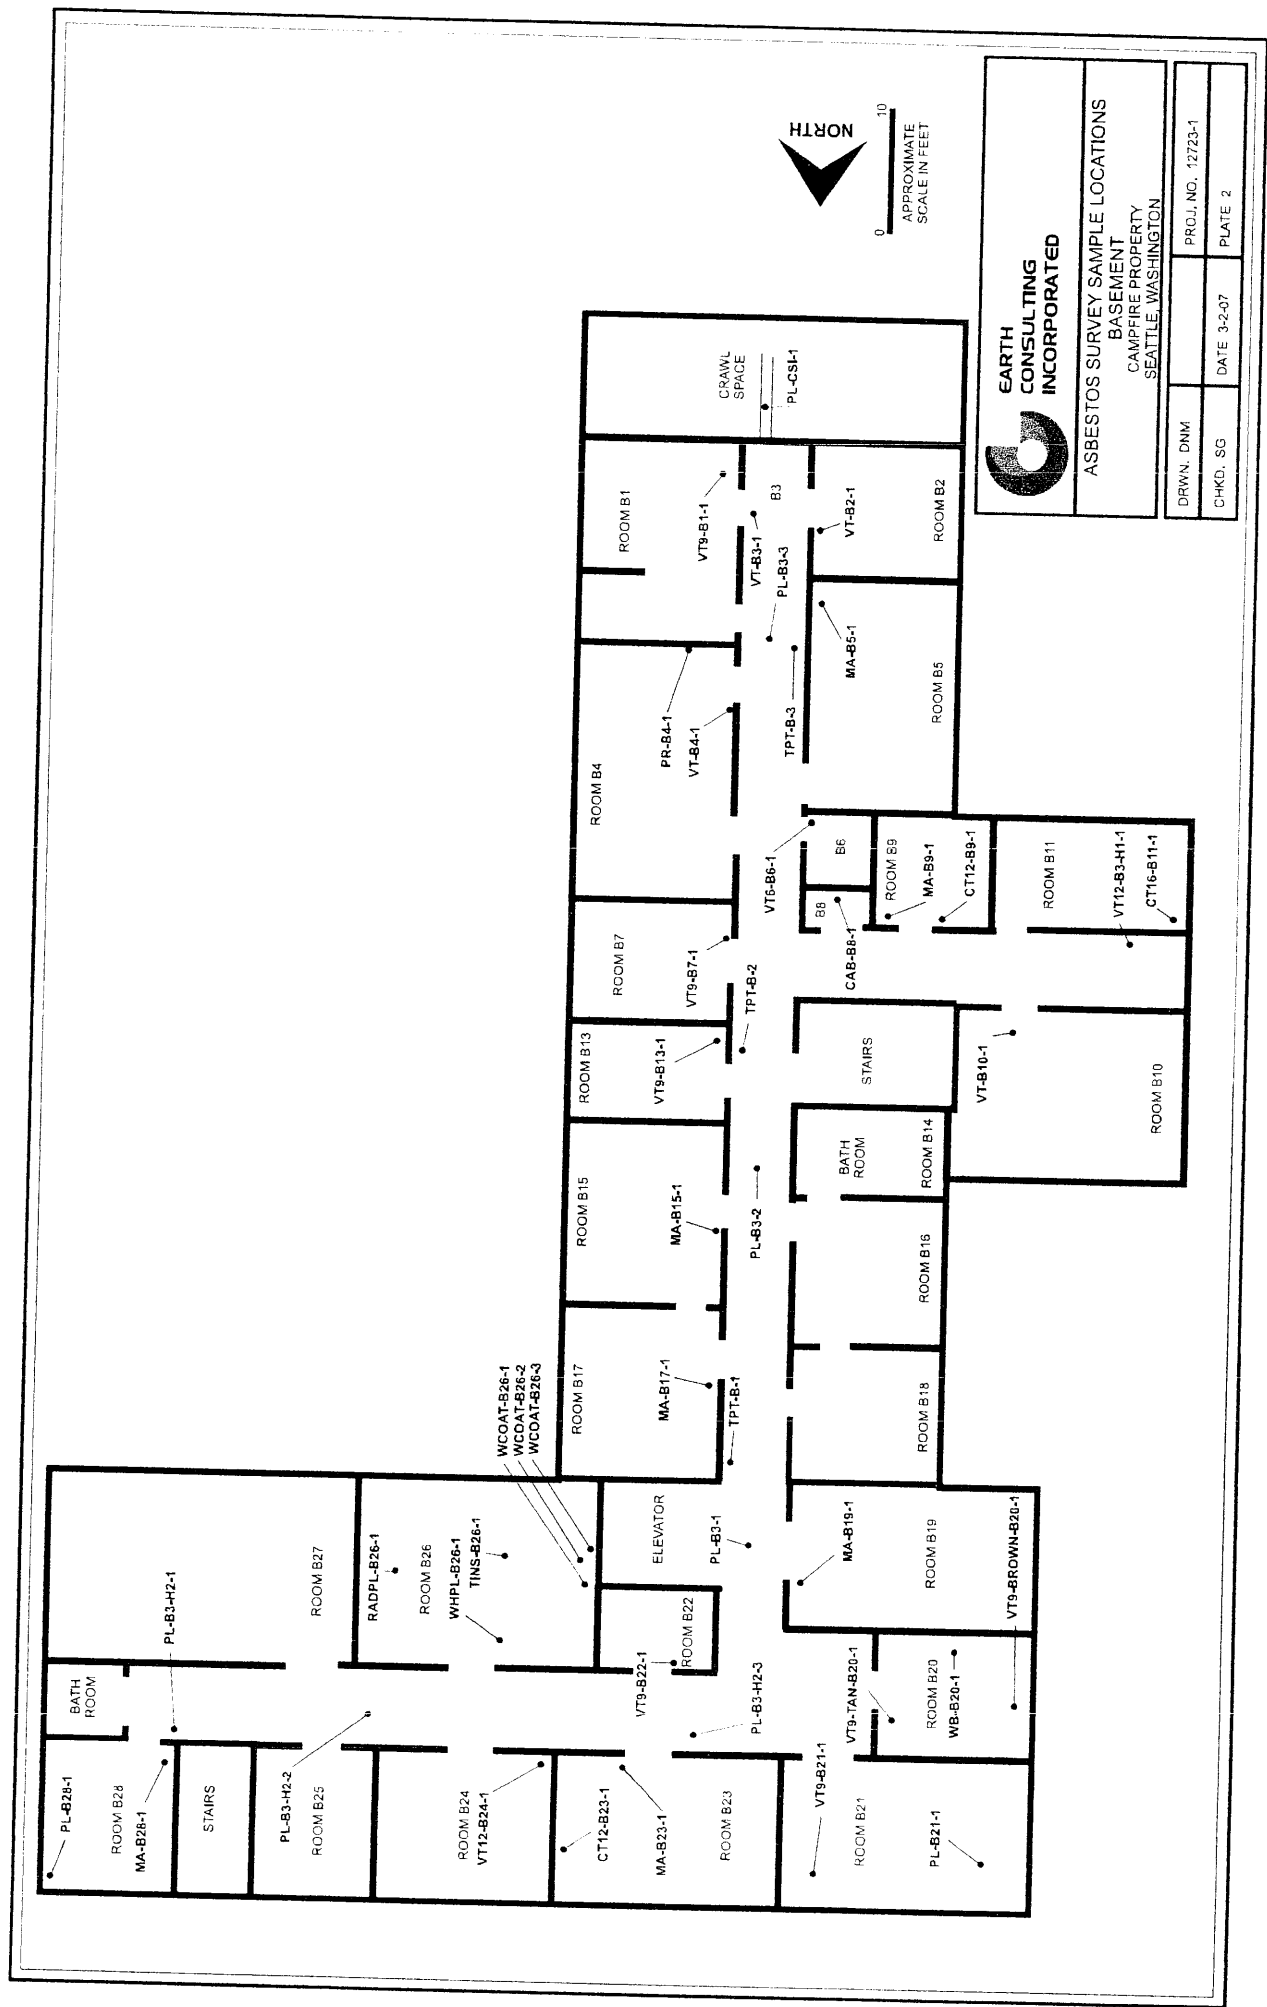 PL-B28-1
ROOM B28
MA-B28-1
BATH
ROOM
PL-B3-H2-1
STAIRS
PL-B3-H2-2
ROOM B25
ROOM B27
RADPL-B26-1
ROOM B26
WHPL-B26-1
TINS-B26-1
ROOM B24
VT12-B24-1
WCOAT-B26-1
WCOAT-B26-2
WCOAT-B26-3
CT12-B23-1
MA-B23-1
ROOM B23
VT9-B22-1
ROOM B22
ELEVATOR
PL-B3-1
PL-B3-H2-3
VT9-B21-1
ROOM B21
PL-B21-1
VT9-TAN-B20-1
ROOM B20
WB-B20-1
VT9-BROWN-B20-1
MA-B19-1
ROOM B19
ROOM B17
MA-B17-1
TPT-B-1
ROOM B18
ROOM B15
MA-B15-1
PL-B3-2
ROOM B16
BATH
ROOM
ROOM B14
ROOM B13
VT9-B13-1
TPT-B-2
STAIRS
VT-B10-1
ROOM B10
ROOM B7
VT9-B7-1
VT6-B6-1
B8
CAB-B8-1
B6
ROOM B9
MA-B9-1
CT12-B9-1
ROOM B11
VT12-B3-H1-1
CT16-B11-1
ROOM B4
PR-B4-1
VT-B4-1
TPT-B-3
MA-B5-1
ROOM B5
ROOM B1
VT9-B1-1
VT-B3-1
PL-B3-3
B3
VT-B2-1
ROOM B2
CRAWL
SPACE
PL-CSI-1
NORTH
0 10
APPROXIMATE
SCALE IN FEET
EARTH
CONSULTING
INCORPORATED
ASBESTOS SURVEY SAMPLE LOCATIONS
BASEMENT
CAMPFIRE PROPERTY
SEATTLE, WASHINGTON
DRWN. DNM PROJ. NO. 12723-1
CHKD. SG DATE 3-2-07 PLATE 2